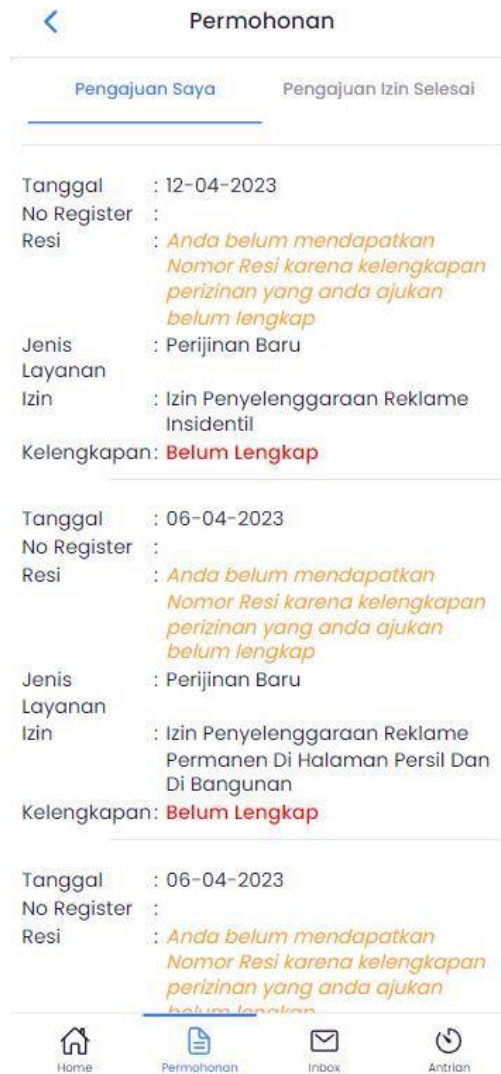 Permohonan
Pengajuan Saya Pengajuan Izin Selesai
Tanggal : 12-04-2023
No Register :
Resi : Anda belum mendapatkan
Nomor Resi karena kelengkapan
perizinan yang anda ajukan
belum lengkap
Jenis : Perijinan Baru
Layanan
Izin : Izin Penyelenggaraan Reklame
Insidentil
Kelengkapan: Belum Lengkap
Tanggal : 06-04-2023
No Register :
Resi : Anda belum mendapatkan
Nomor Resi karena kelengkapan
perizinan yang anda ajukan
belum lengkap
Jenis : Perijinan Baru
Layanan
Izin : Izin Penyelenggaraan Reklame
Permanen Di Halaman Persil Dan
Di Bangunan
Kelengkapan: Belum Lengkap
Tanggal : 06-04-2023
No Register :
Resi : Anda belum mendapatkan
Nomor Resi karena kelengkapan
perizinan yang anda ajukan
belum lengkap
Home Permohonan Inbox Antrian